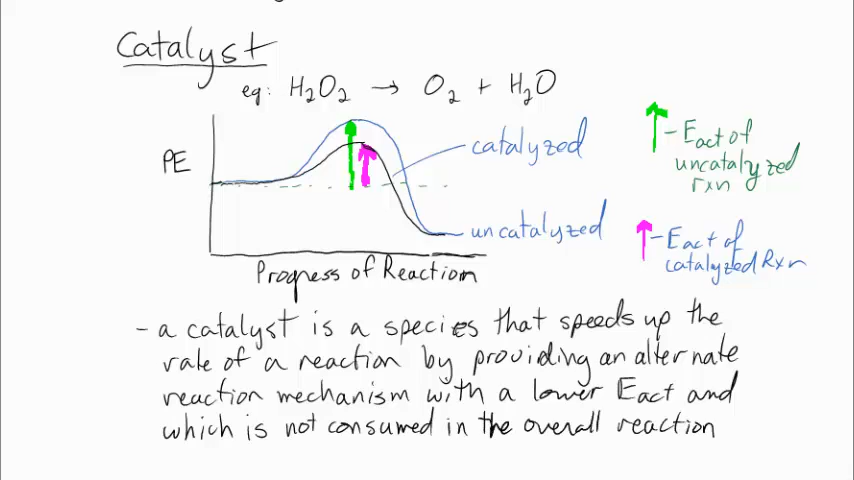 Catalyst
eg: H₂O₂ → O₂ + H₂O
PE
catalyzed
uncatalyzed
Progress of Reaction
- Eact of
uncatalyzed
rxn
- Eact of
catalyzed Rxn
- a catalyst is a species that speeds up the
rate of a reaction by providing an alternate
reaction mechanism with a lower Eact and
which is not consumed in the overall reaction